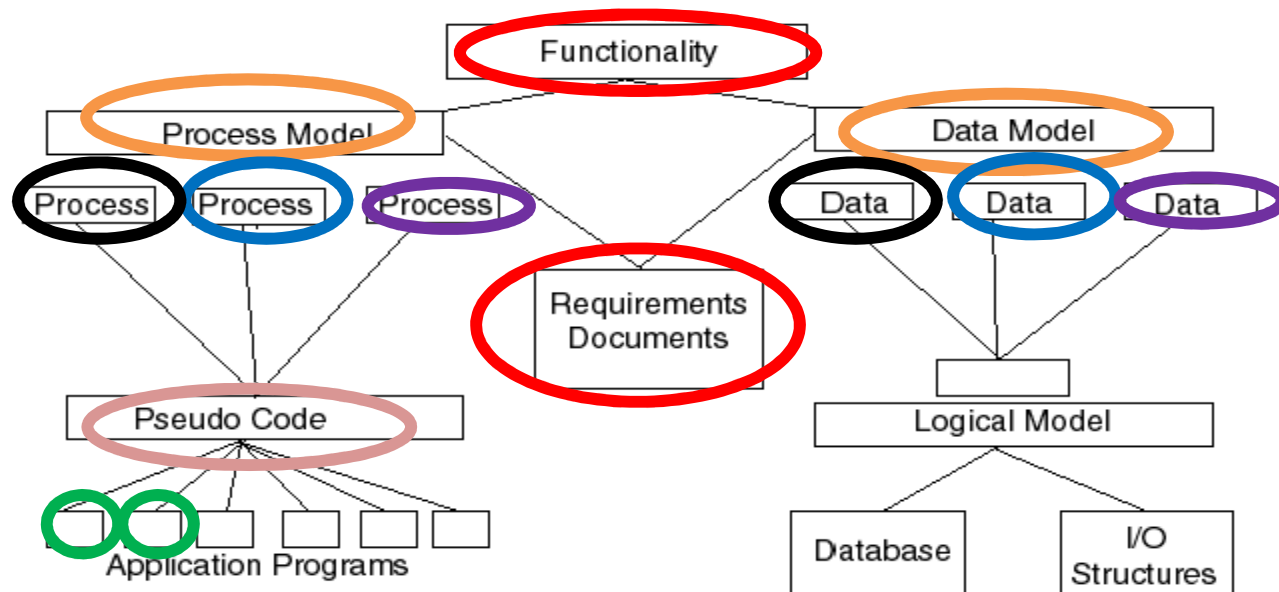 Functionality
Process Model
Data Model
Process
Process
Process
Data
Data
Data
Requirements
Documents
Pseudo Code
Logical Model
Application Programs
Database
I/O
Structures